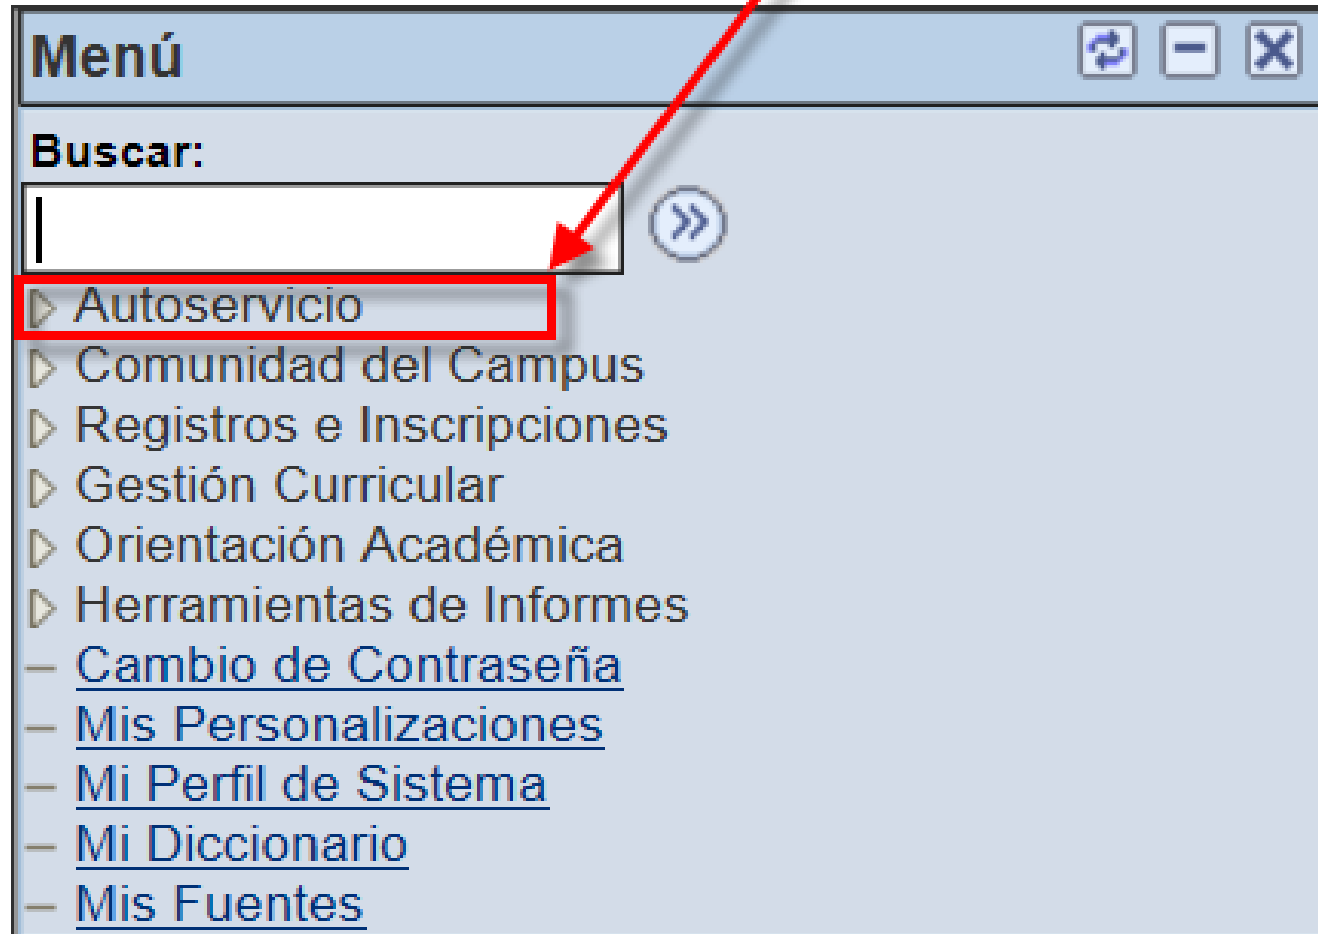 Menú
Buscar:
Autoservicio
Comunidad del Campus
Registros e Inscripciones
Gestión Curricular
Orientación Académica
Herramientas de Informes
Cambio de Contraseña
Mis Personalizaciones
Mi Perfil de Sistema
Mi Diccionario
Mis Fuentes